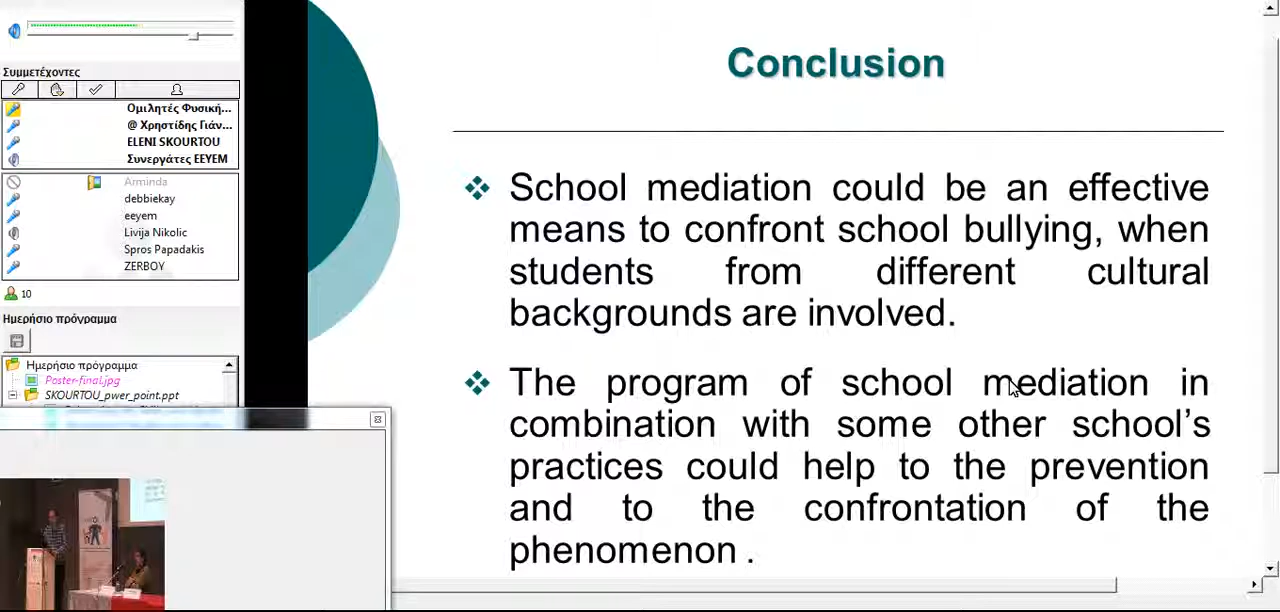 Συμμετέχοντες
Ομιλητές Φυσική...
@ Χρηστίδης Γιάν...
ELENI SKOURTOU
Συνεργάτες ΕΕΥΕΜ
Arminda
debbiekay
eeyem
Livija Nikolic
Spros Papadakis
ZERBOY
10
Ημερήσιο πρόγραμμα
Ημερήσιο πρόγραμμα
Poster-final.jpg
SKOURTOU_pwer_point.ppt
Conclusion
School mediation could be an effective
means to confront school bullying, when
students from different cultural
backgrounds are involved.
The program of school mediation in
combination with some other school's
practices could help to the prevention
and to the confrontation of the
phenomenon .